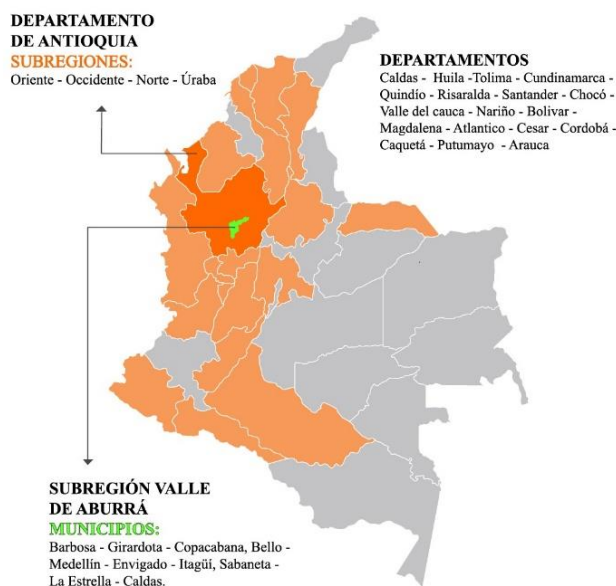 DEPARTAMENTO
DE ANTIOQUIA
SUBREGIONES:
Oriente - Occidente - Norte - Úraba
DEPARTAMENTOS
Caldas - Huila -Tolima - Cundinamarca -
Quindío - Risaralda - Santander - Chocó -
Valle del cauca - Nariño - Bolivar -
Magdalena - Atlantico - Cesar - Cordobá -
Caquetá - Putumayo - Arauca
SUBREGIÓN VALLE
DE ABURRÁ
MUNICIPIOS:
Barbosa - Girardota - Copacabana, Bello -
Medellín - Envigado - Itagüí, Sabaneta -
La Estrella - Caldas.